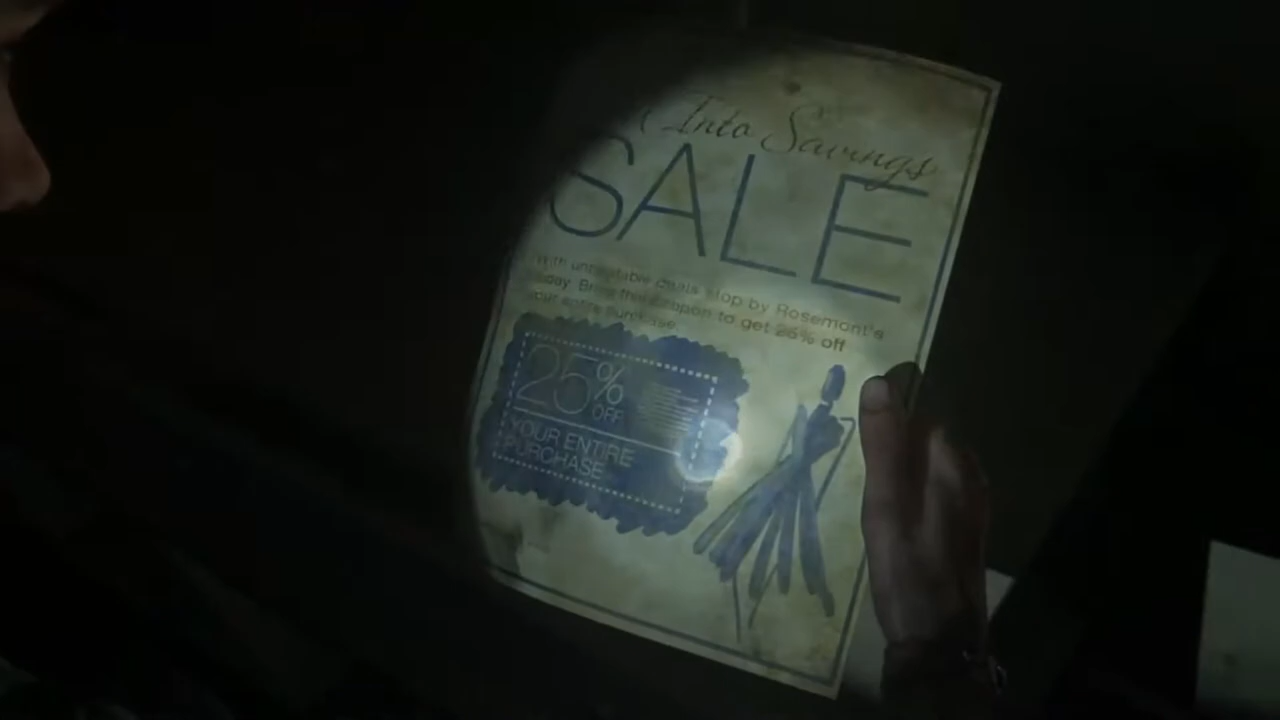 Into Savings
SALE
With unbeatable deals stop by Rosemont's
day. Bring this coupon to get 25% off
your entire purchase
25% OFF
YOUR ENTIRE
PURCHASE